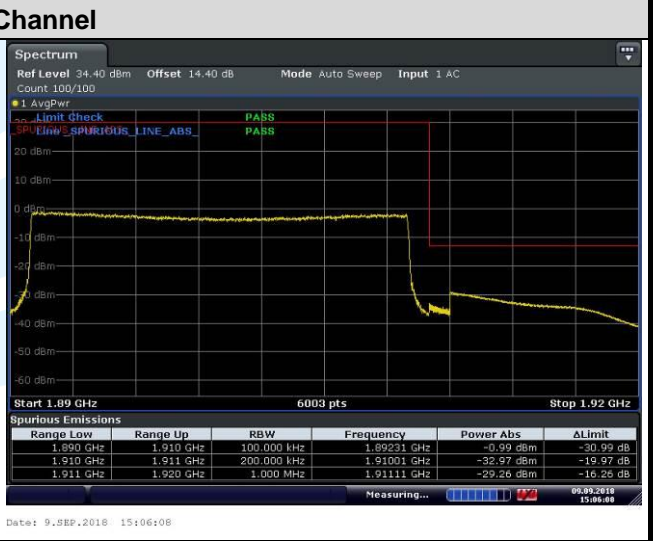 Channel
Spectrum
Ref Level 34.40 dBm Offset 14.40 dB Mode Auto Sweep Input 1 AC
Count 100/100
1 AvgPwr
Limit Check PASS
Line _SPURIOUS_LINE_ABS_ PASS
20 dBm
10 dBm
0 dBm
-10 dBm
-20 dBm
-30 dBm
-40 dBm
-50 dBm
-60 dBm
Start 1.89 GHz 6003 pts Stop 1.92 GHz
Spurious Emissions
Range Low Range Up RBW Frequency Power Abs ΔLimit
1.890 GHz 1.910 GHz 100.000 kHz 1.89231 GHz -0.99 dBm -30.99 dB
1.910 GHz 1.911 GHz 200.000 kHz 1.91001 GHz -32.97 dBm -19.97 dB
1.911 GHz 1.920 GHz 1.000 MHz 1.91111 GHz -29.26 dBm -16.26 dB
Measuring... 09.09.2018
15:06:08
Date: 9.SEP.2018 15:06:08